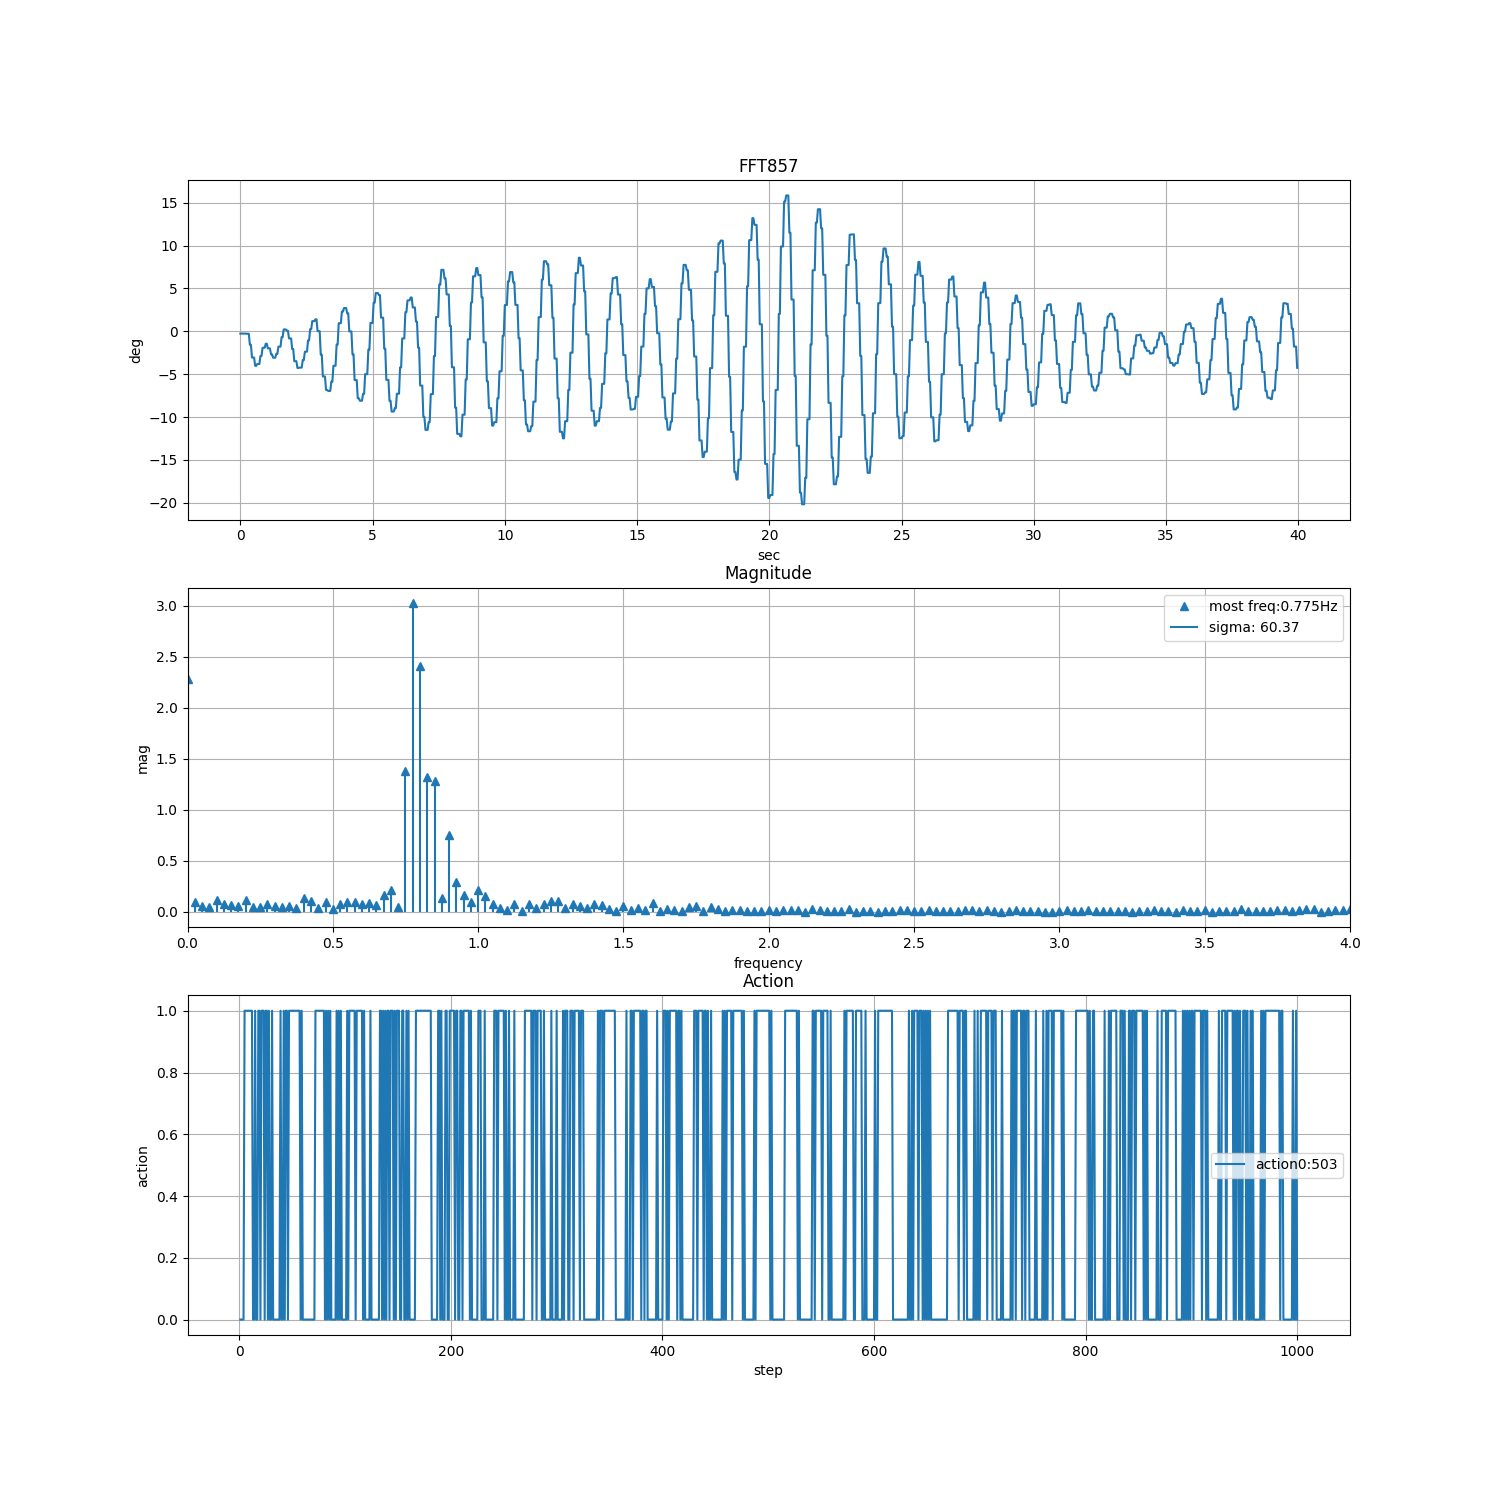 FFT857
15
10
5
0
−5
−10
−15
−20
deg
0 5 10 15 20 25 30 35 40
sec
Magnitude
3.0
2.5
2.0
1.5
1.0
0.5
0.0
mag
most freq:0.775Hz
sigma: 60.37
0.0 0.5 1.0 1.5 2.0 2.5 3.0 3.5 4.0
frequency
Action
1.0
0.8
0.6
0.4
0.2
0.0
action
action0:503
0 200 400 600 800 1000
step